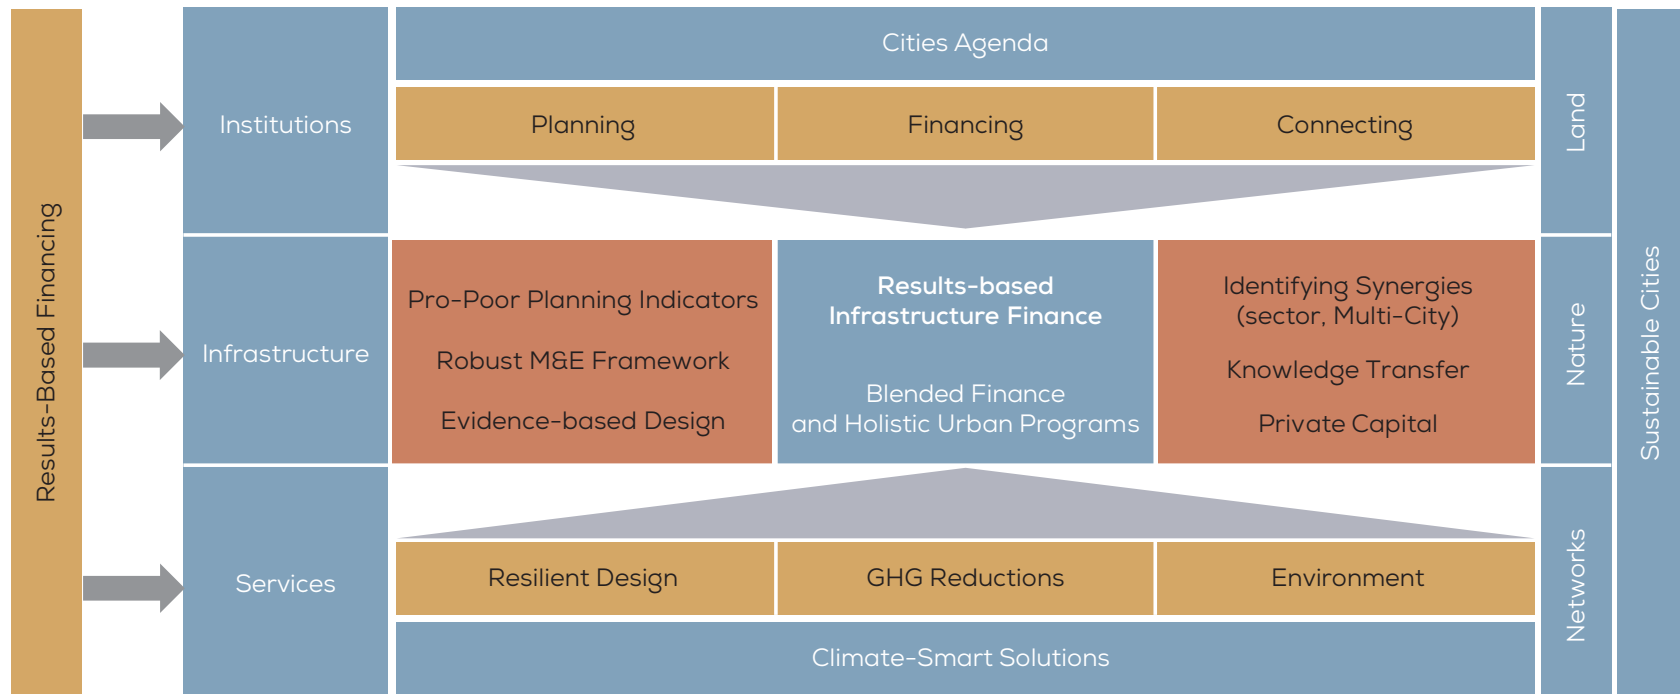 Results-Based Financing
Institutions
Infrastructure
Services
Cities Agenda
Planning
Financing
Connecting
Pro-Poor Planning Indicators
Robust M&E Framework
Evidence-based Design
Results-based
Infrastructure Finance
Blended Finance
and Holistic Urban Programs
Identifying Synergies
(sector, Multi-City)
Knowledge Transfer
Private Capital
Resilient Design
GHG Reductions
Environment
Climate-Smart Solutions
Land
Nature
Networks
Sustainable Cities